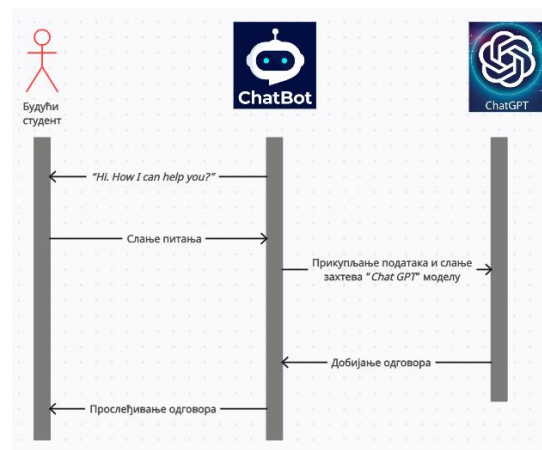 ChatBot
ChatGPT
Будући
студент
“Hi. How I can help you?”
Слање питања
Прикупљање података и слање
захтева “Chat GPT” моделу
Добијање одговора
Прослеђивање одговора